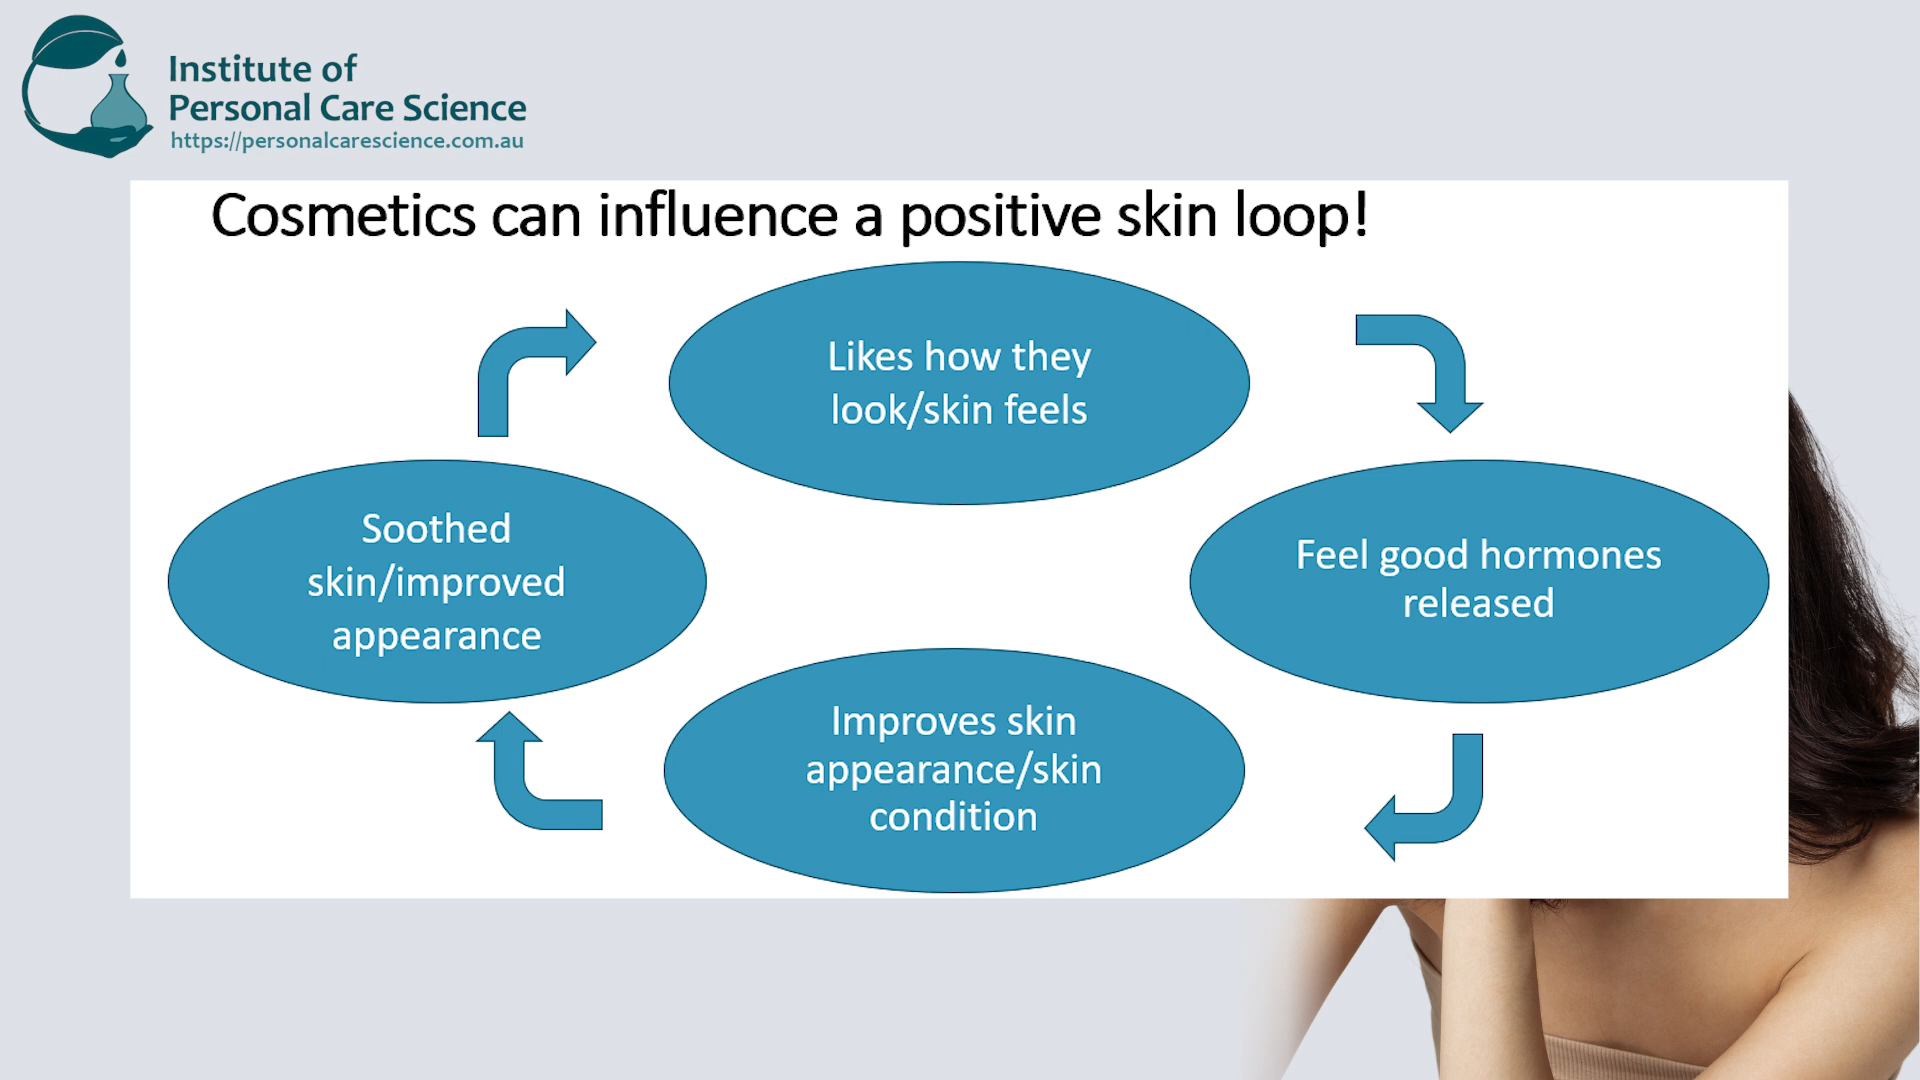 Institute of
Personal Care Science
https://personalcarescience.com.au
Cosmetics can influence a positive skin loop!
Likes how they
look/skin feels
Feel good hormones
released
Improves skin
appearance/skin
condition
Soothed
skin/improved
appearance